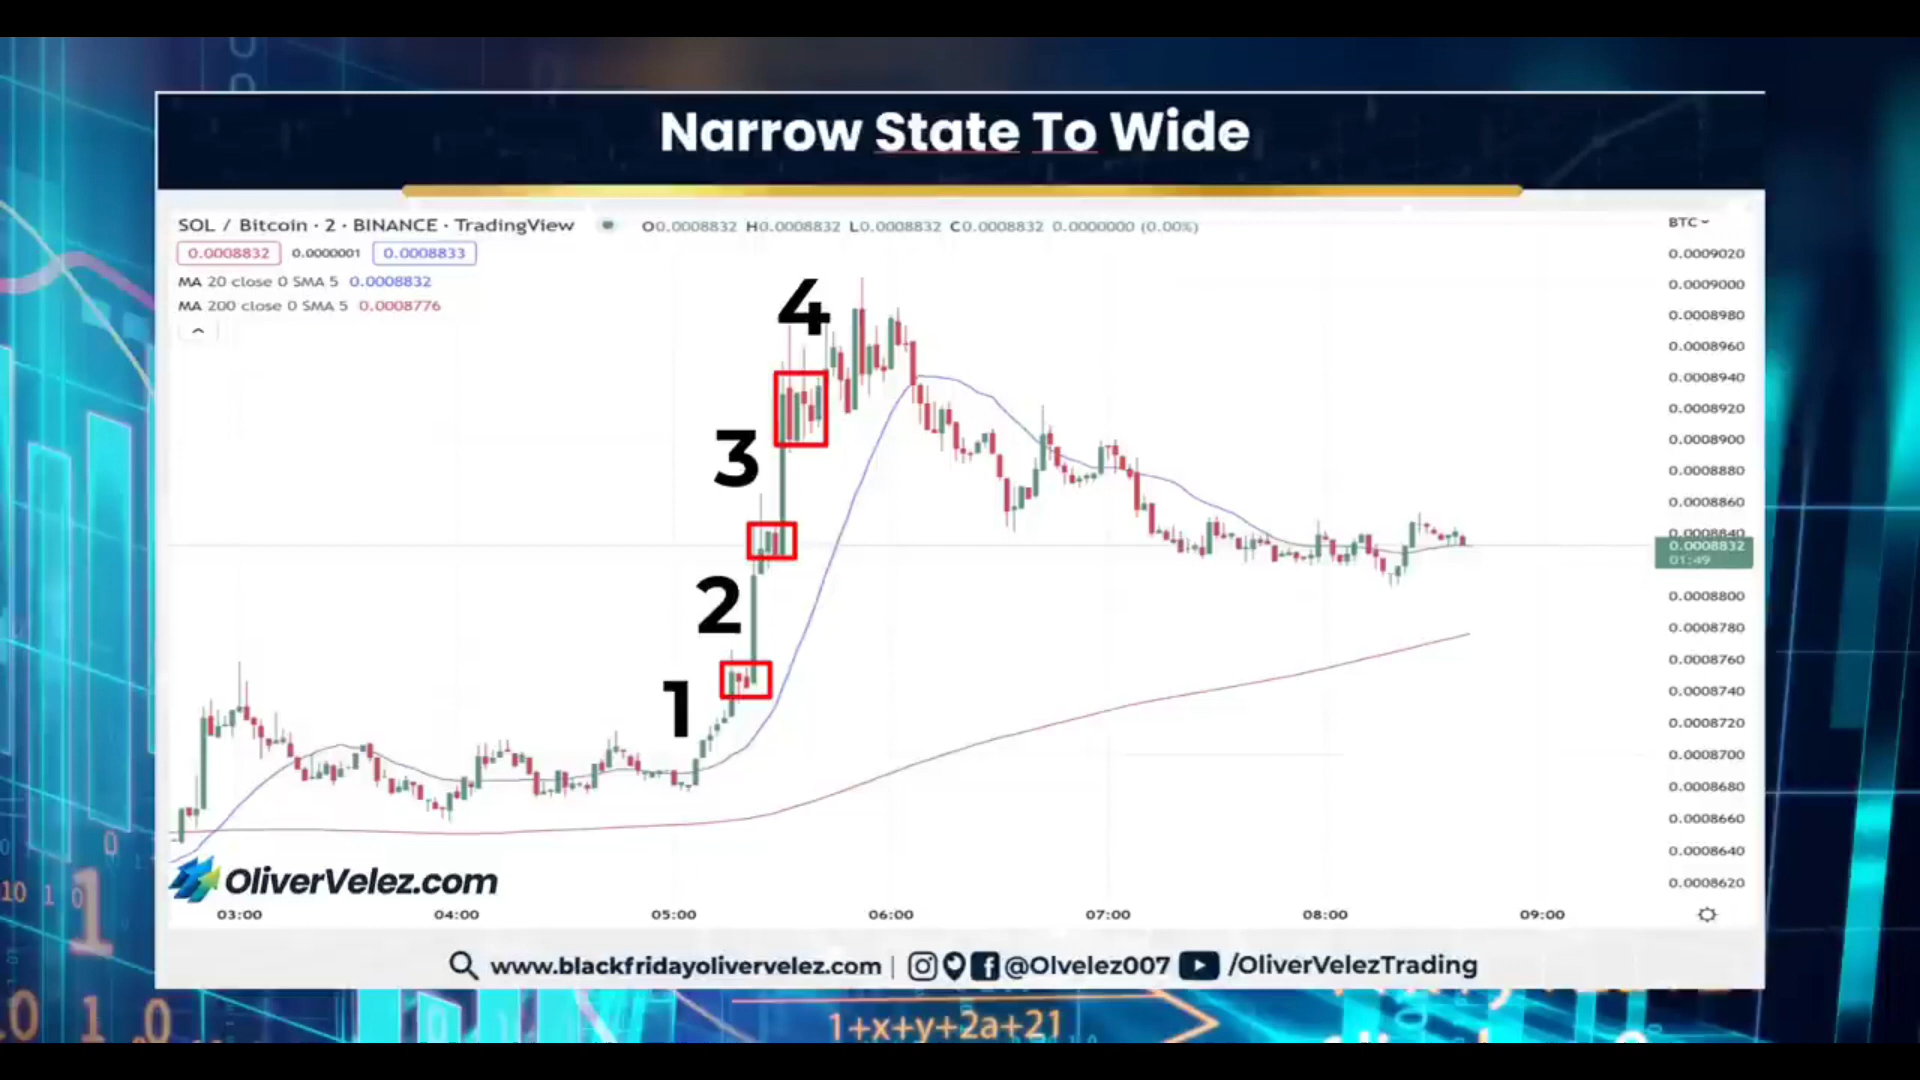 Narrow State To Wide
SOL / Bitcoin · 2 · BINANCE · TradingView O0.0008832 H0.0008832 L0.0008832 C0.0008832 0.0000000 (0.00%)
BTC
0.0008832 0.0000001 0.0008833
MA 20 close 0 SMA 5 0.0008832
MA 200 close 0 SMA 5 0.0008776
4
3
2
1
0.0009020
0.0009000
0.0008980
0.0008960
0.0008940
0.0008920
0.0008900
0.0008880
0.0008860
0.0008840
0.0008832
01:49
0.0008800
0.0008780
0.0008760
0.0008740
0.0008720
0.0008700
0.0008680
0.0008660
0.0008640
0.0008620
OliverVelez.com
03:00 04:00 05:00 06:00 07:00 08:00 09:00
www.blackfridayolivervelez.com | @Olvelez007 /OliverVelezTrading
1+x+y+2a+21